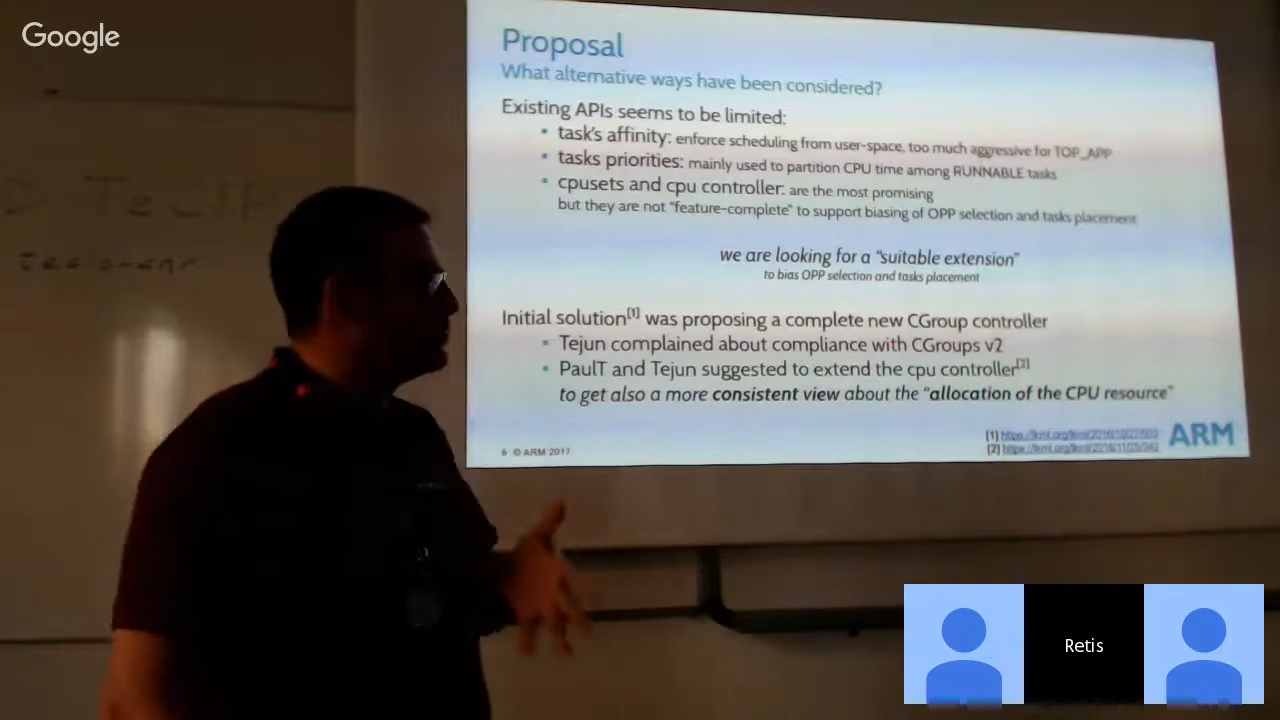 Google
Proposal
What alternative ways have been considered?
Existing APIs seems to be limited:
• task's affinity: enforce scheduling from user-space, too much aggressive for TOP_APP
• tasks priorities: mainly used to partition CPU time among RUNNABLE tasks
• cpusets and cpu controller: are the most promising
but they are not "feature-complete" to support biasing of OPP selection and tasks placement
we are looking for a "suitable extension"
to bias OPP selection and tasks placement
Initial solution[1] was proposing a complete new CGroup controller
• Tejun complained about compliance with CGroups v2
• PaulT and Tejun suggested to extend the cpu controller[2]
to get also a more consistent view about the "allocation of the CPU resource"
[1]
[2]
ARM
6 © ARM 2017
Retis